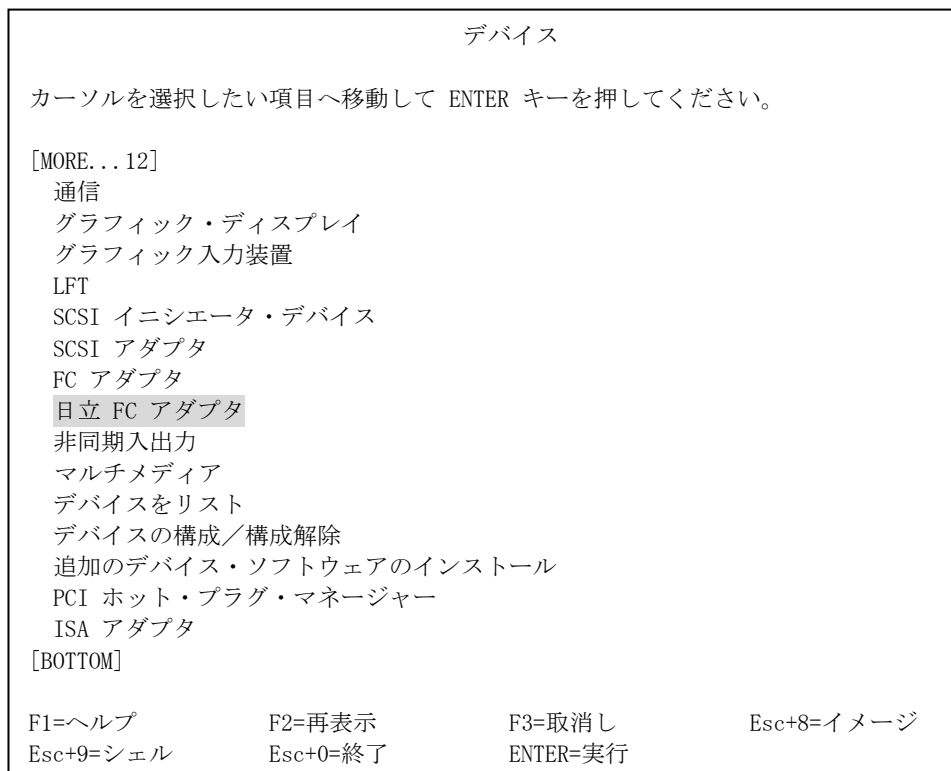 デバイス
カーソルを選択したい項目へ移動して ENTER キーを押してください。
[MORE...12]
通信
グラフィック・ディスプレイ
グラフィック入力装置
LFT
SCSI イニシエータ・デバイス
SCSI アダプタ
FC アダプタ
日立 FC アダプタ
非同期入出力
マルチメディア
デバイスをリスト
デバイスの構成／構成解除
追加のデバイス・ソフトウェアのインストール
PCI ホット・プラグ・マネージャー
ISA アダプタ
[BOTTOM]
F1=ヘルプ F2=再表示 F3=取消し Esc+8=イメージ
Esc+9=シェル Esc+0=終了 ENTER=実行